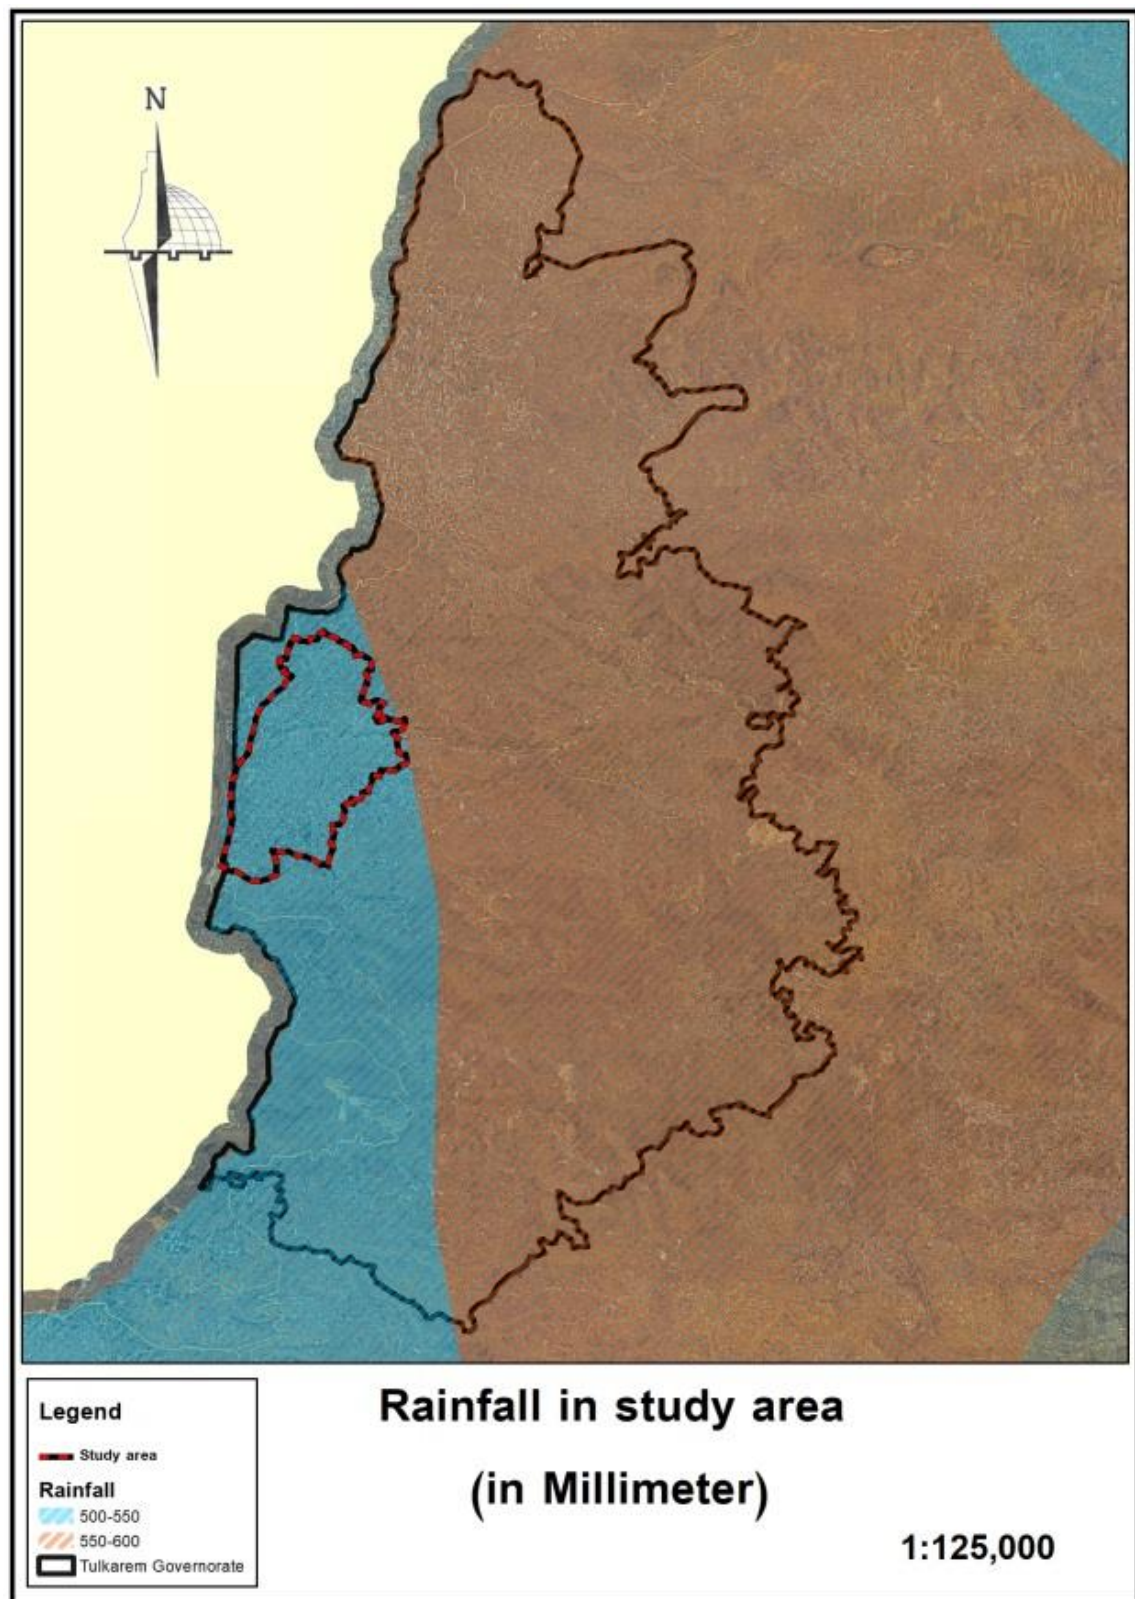 N
Legend
Study area
Rainfall
500-550
550-600
Tulkarem Governorate
Rainfall in study area
(in Millimeter)
1:125,000